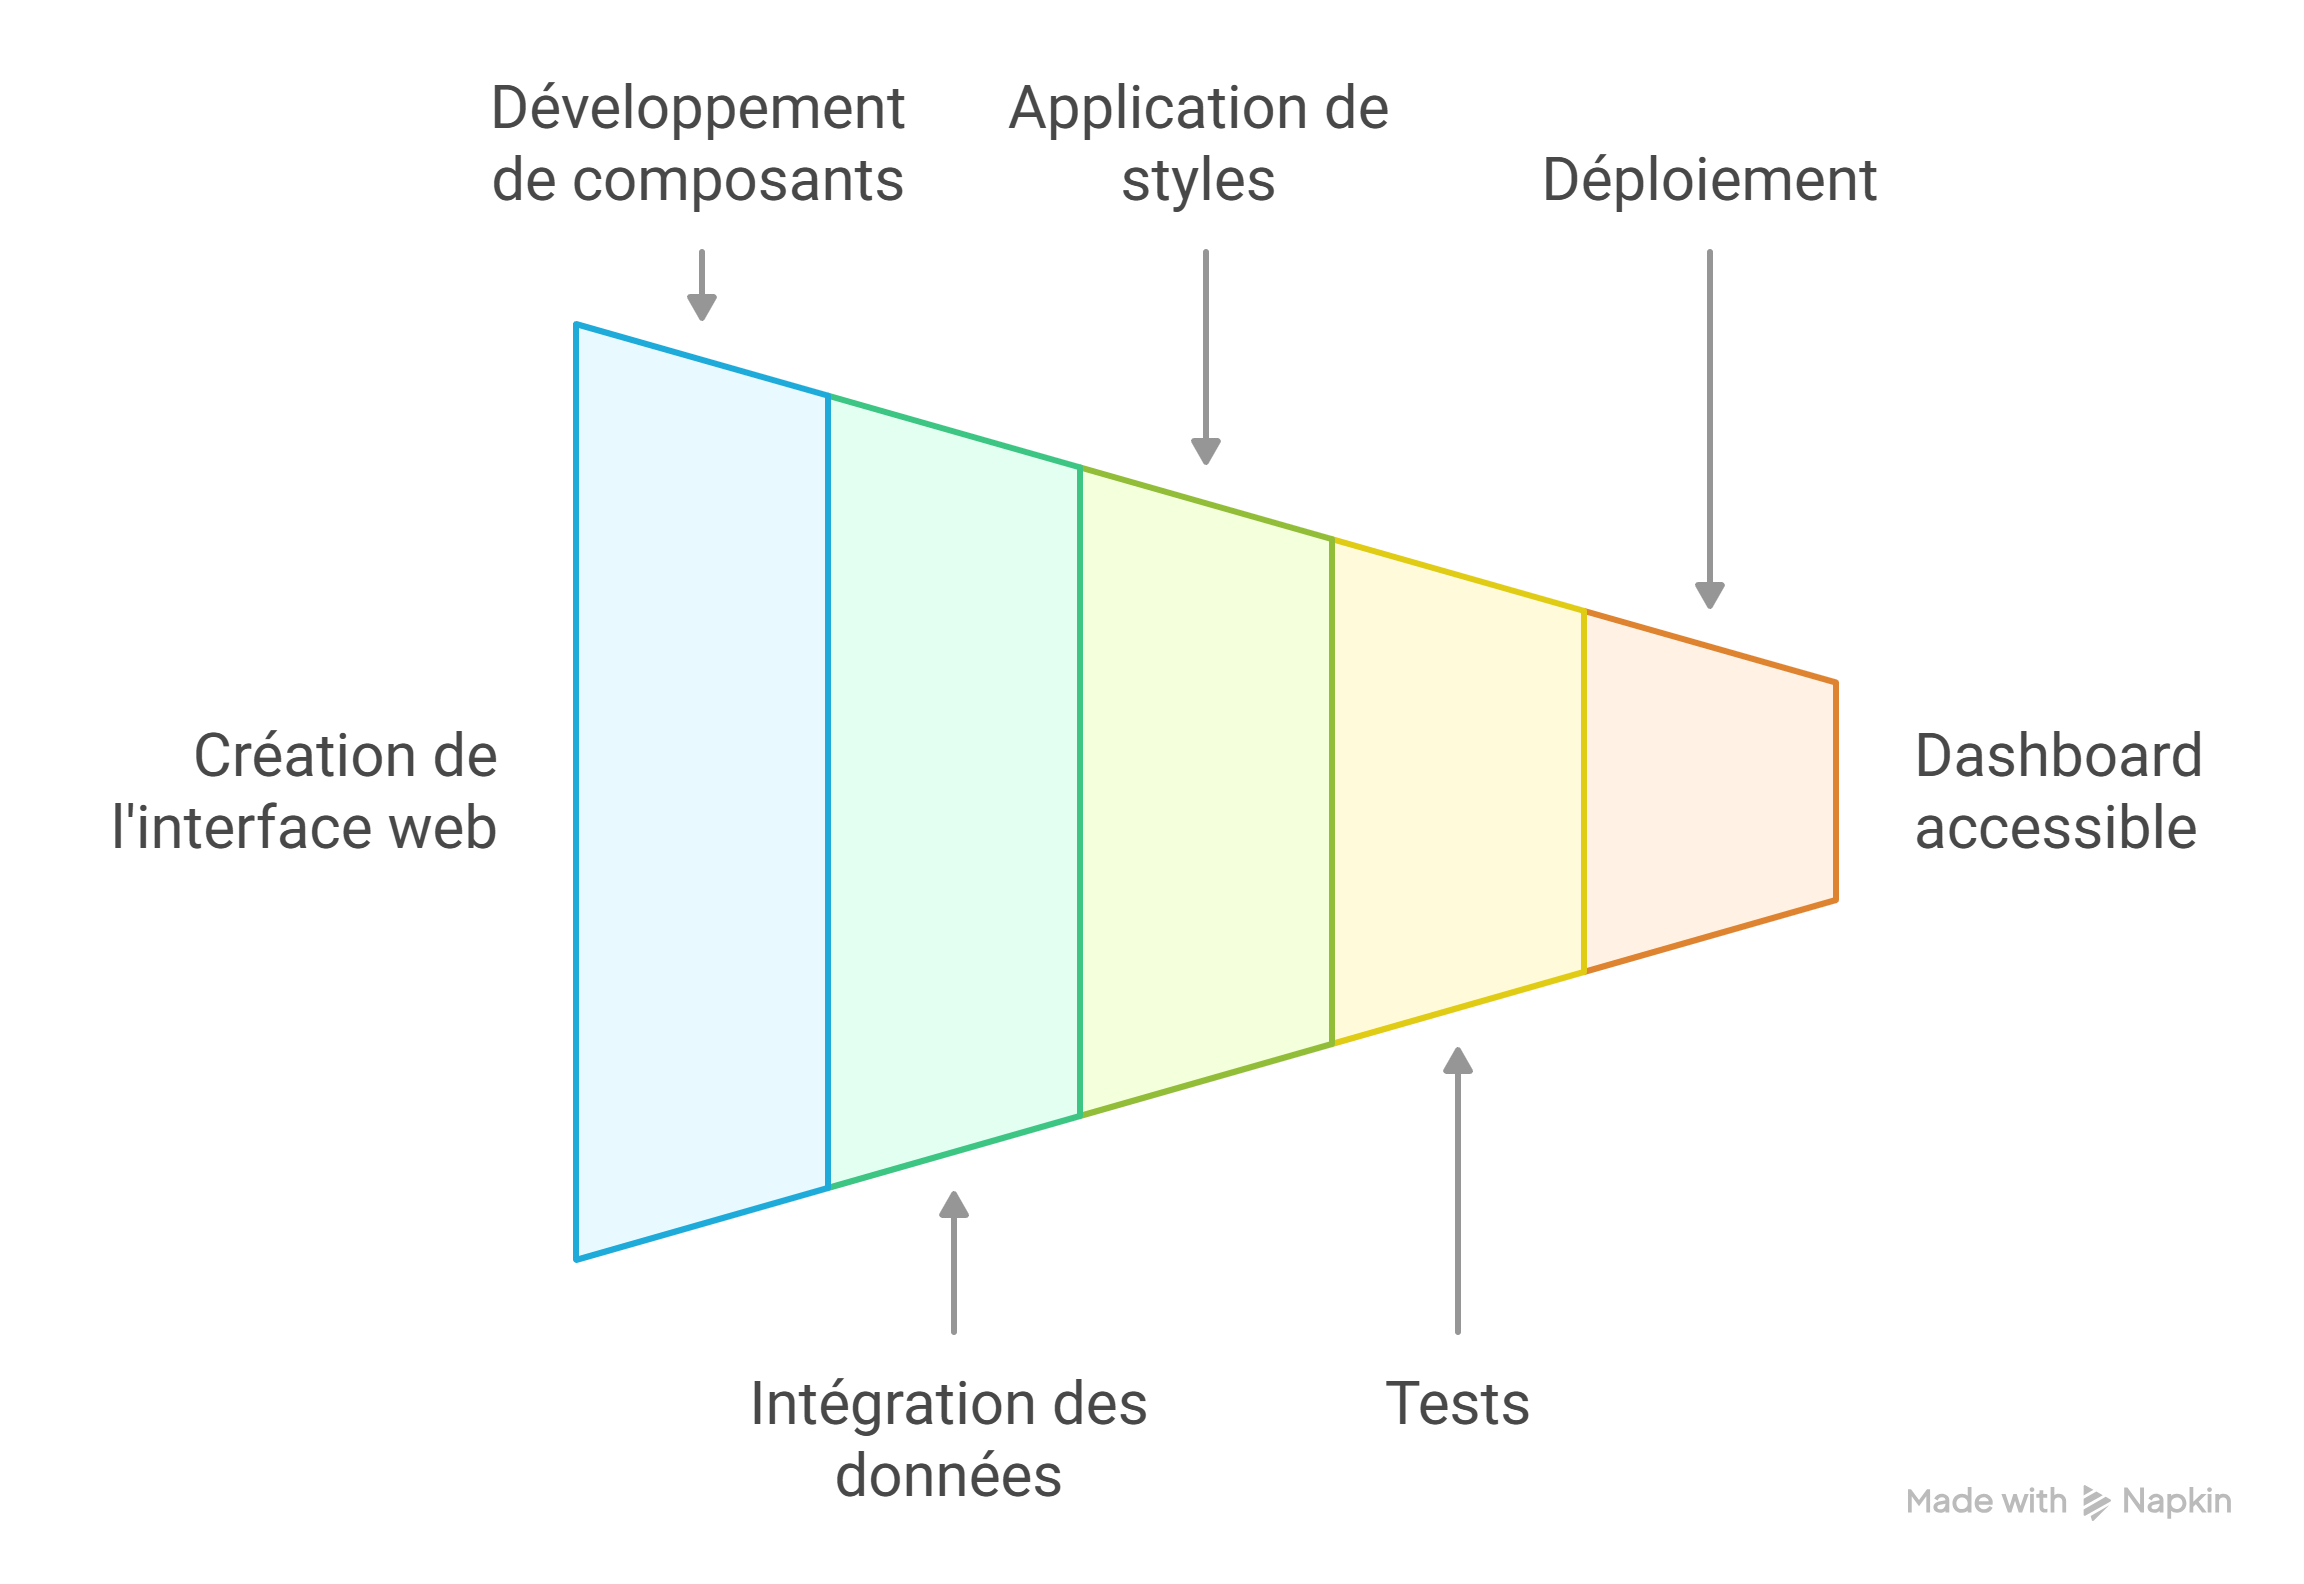 Développement
de composants
Application de
styles
Déploiement
Création de
l'interface web
Dashboard
accessible
Intégration des
données
Tests
Made with Napkin